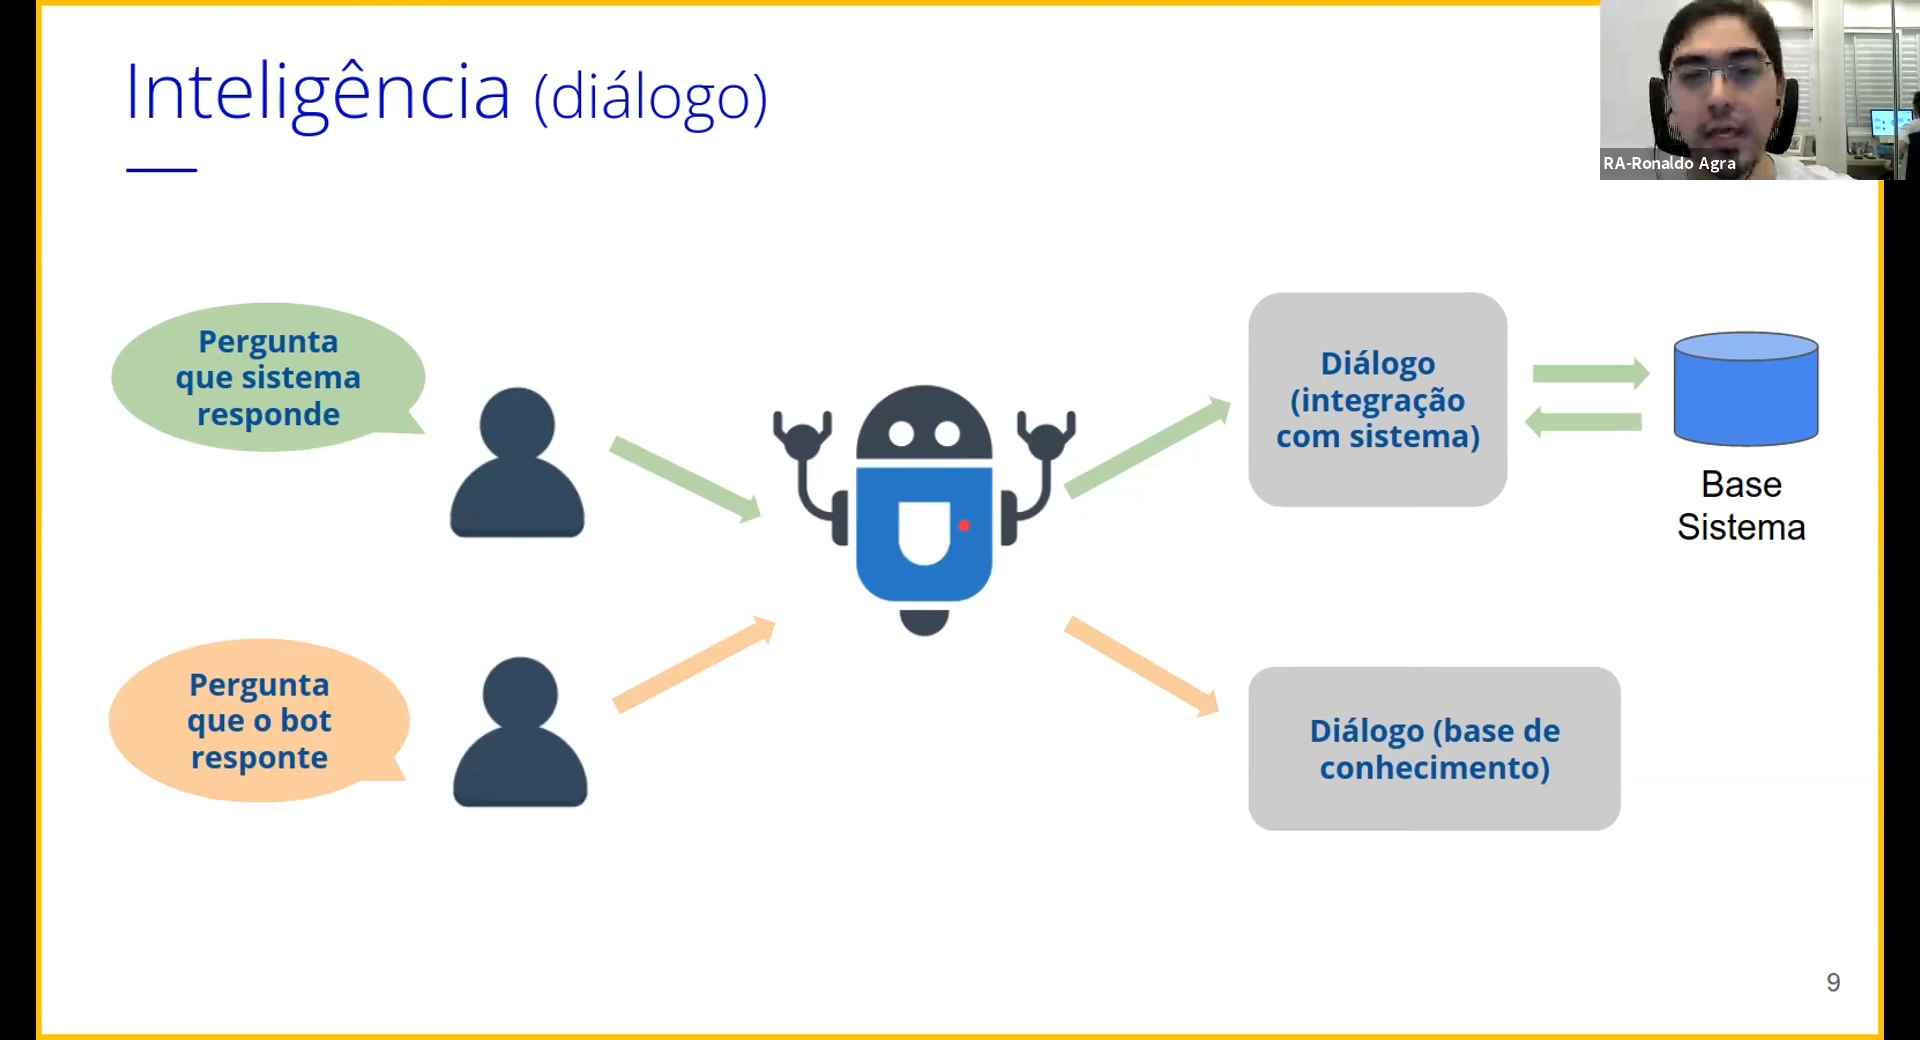 Inteligência (diálogo)
RA-Ronaldo Agra
Pergunta
que sistema
responde
Diálogo
(integração
com sistema)
Base
Sistema
Pergunta
que o bot
responte
Diálogo (base de
conhecimento)
9